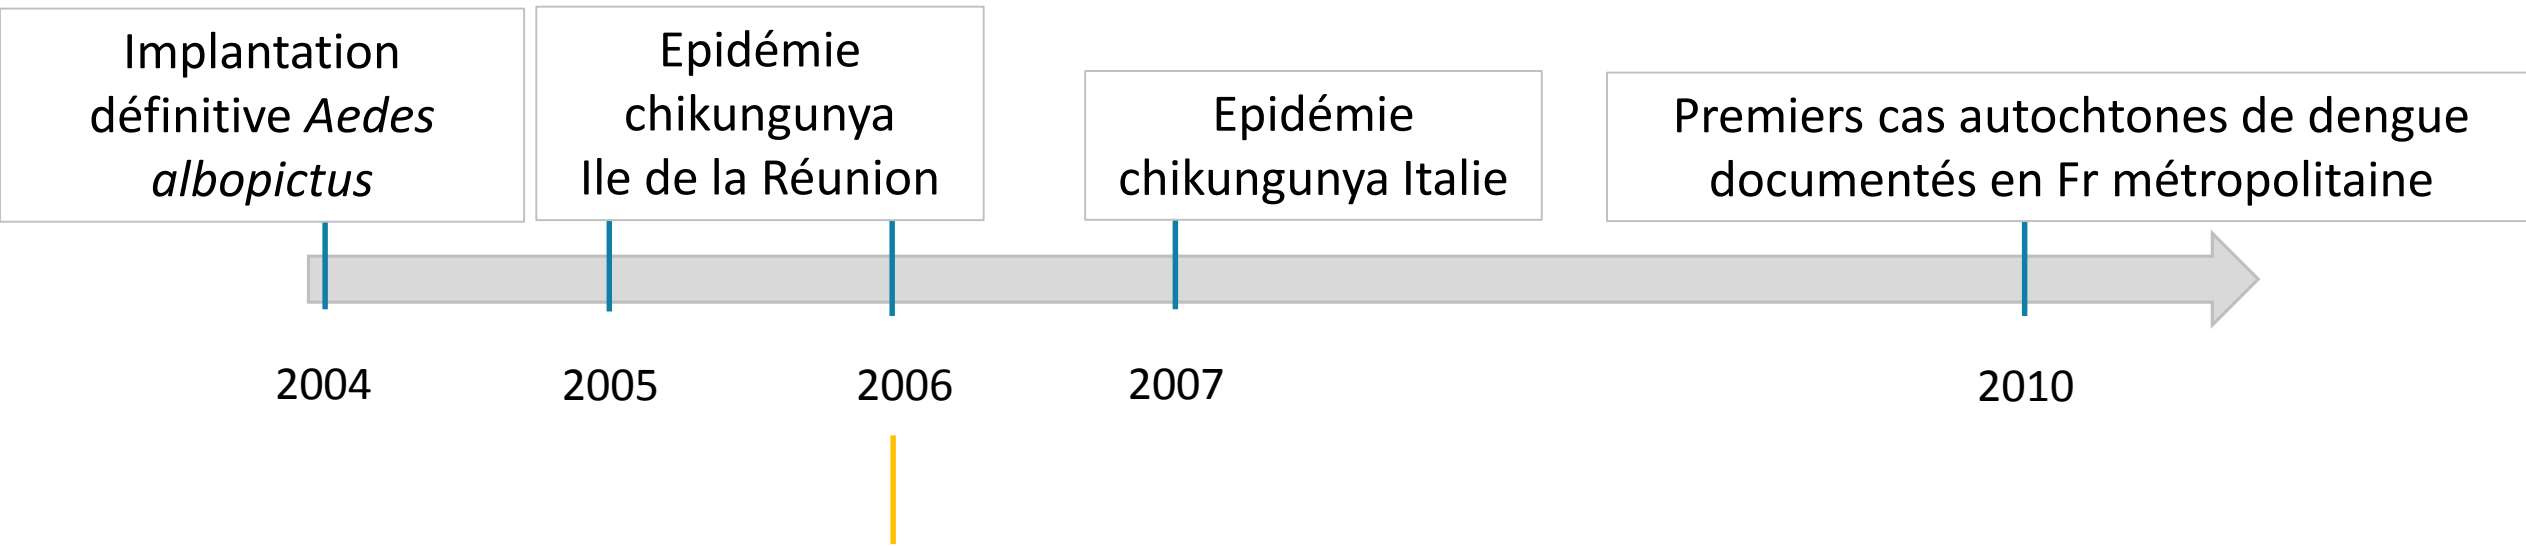 Implantation
définitive Aedes
albopictus
Epidémie
chikungunya
Ile de la Réunion
Epidémie
chikungunya Italie
Premiers cas autochtones de dengue
documentés en Fr métropolitaine
2004
2005
2006
2007
2010